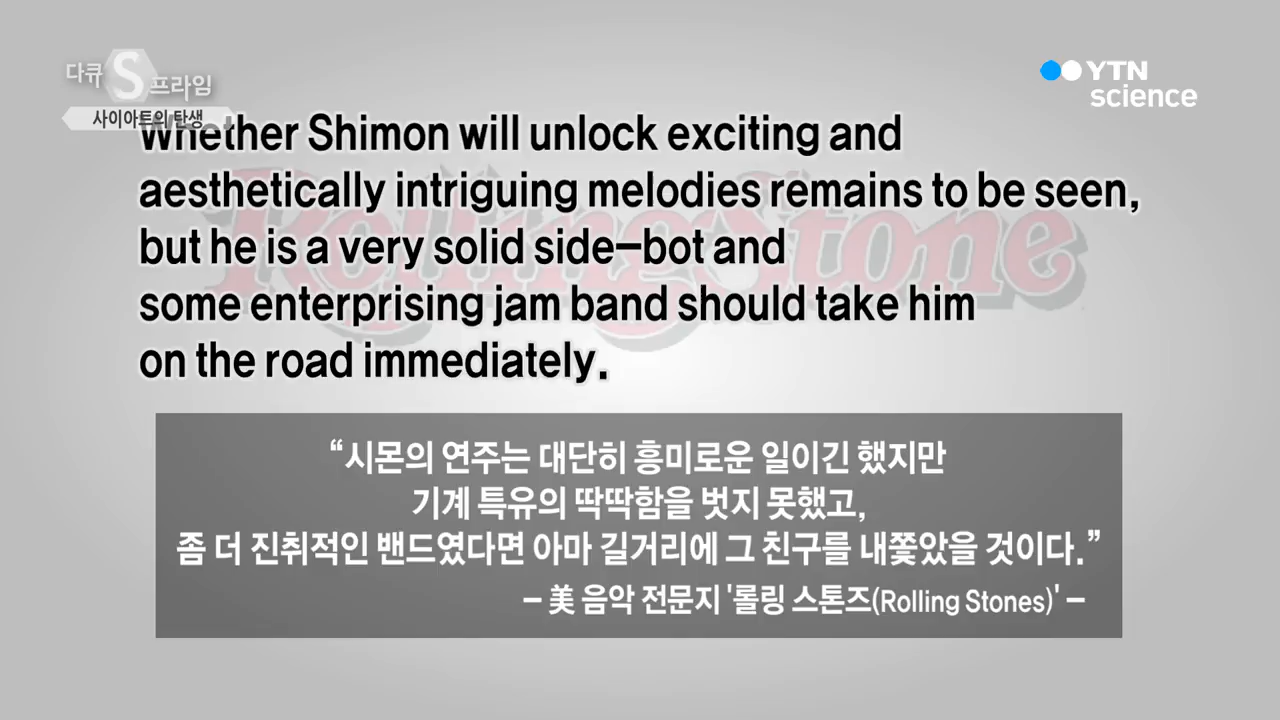 다큐 S 프라임
사이아트의 탄생
YTN
science
Whether Shimon will unlock exciting and
aesthetically intriguing melodies remains to be seen,
but he is a very solid side-bot and
some enterprising jam band should take him
on the road immediately.
Rolling Stone
“시몬의 연주는 대단히 흥미로운 일이긴 했지만
기계 특유의 딱딱함을 벗지 못했고,
좀 더 진취적인 밴드였다면 아마 길거리에 그 친구를 내쫓았을 것이다.”
- 美 음악 전문지 '롤링 스톤즈(Rolling Stones)' -